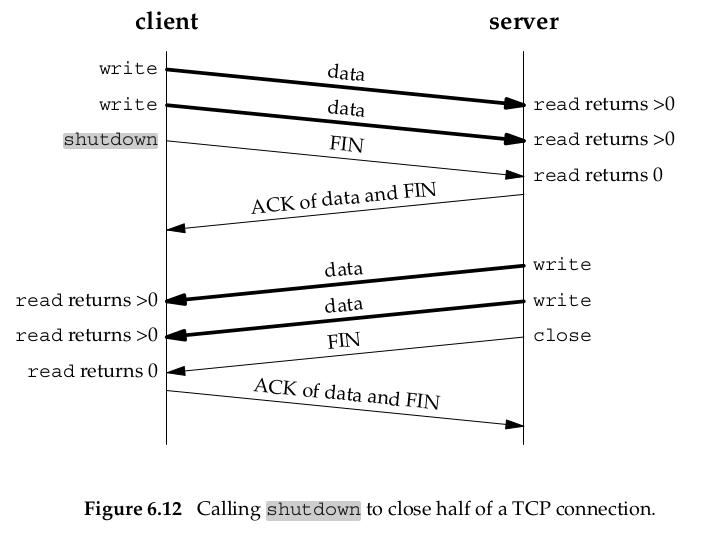 client server
write data
write data read returns >0
shutdown FIN read returns >0
read returns 0
ACK of data and FIN
data write
read returns >0 data write
read returns >0 FIN close
read returns 0
ACK of data and FIN
Figure 6.12 Calling shutdown to close half of a TCP connection.